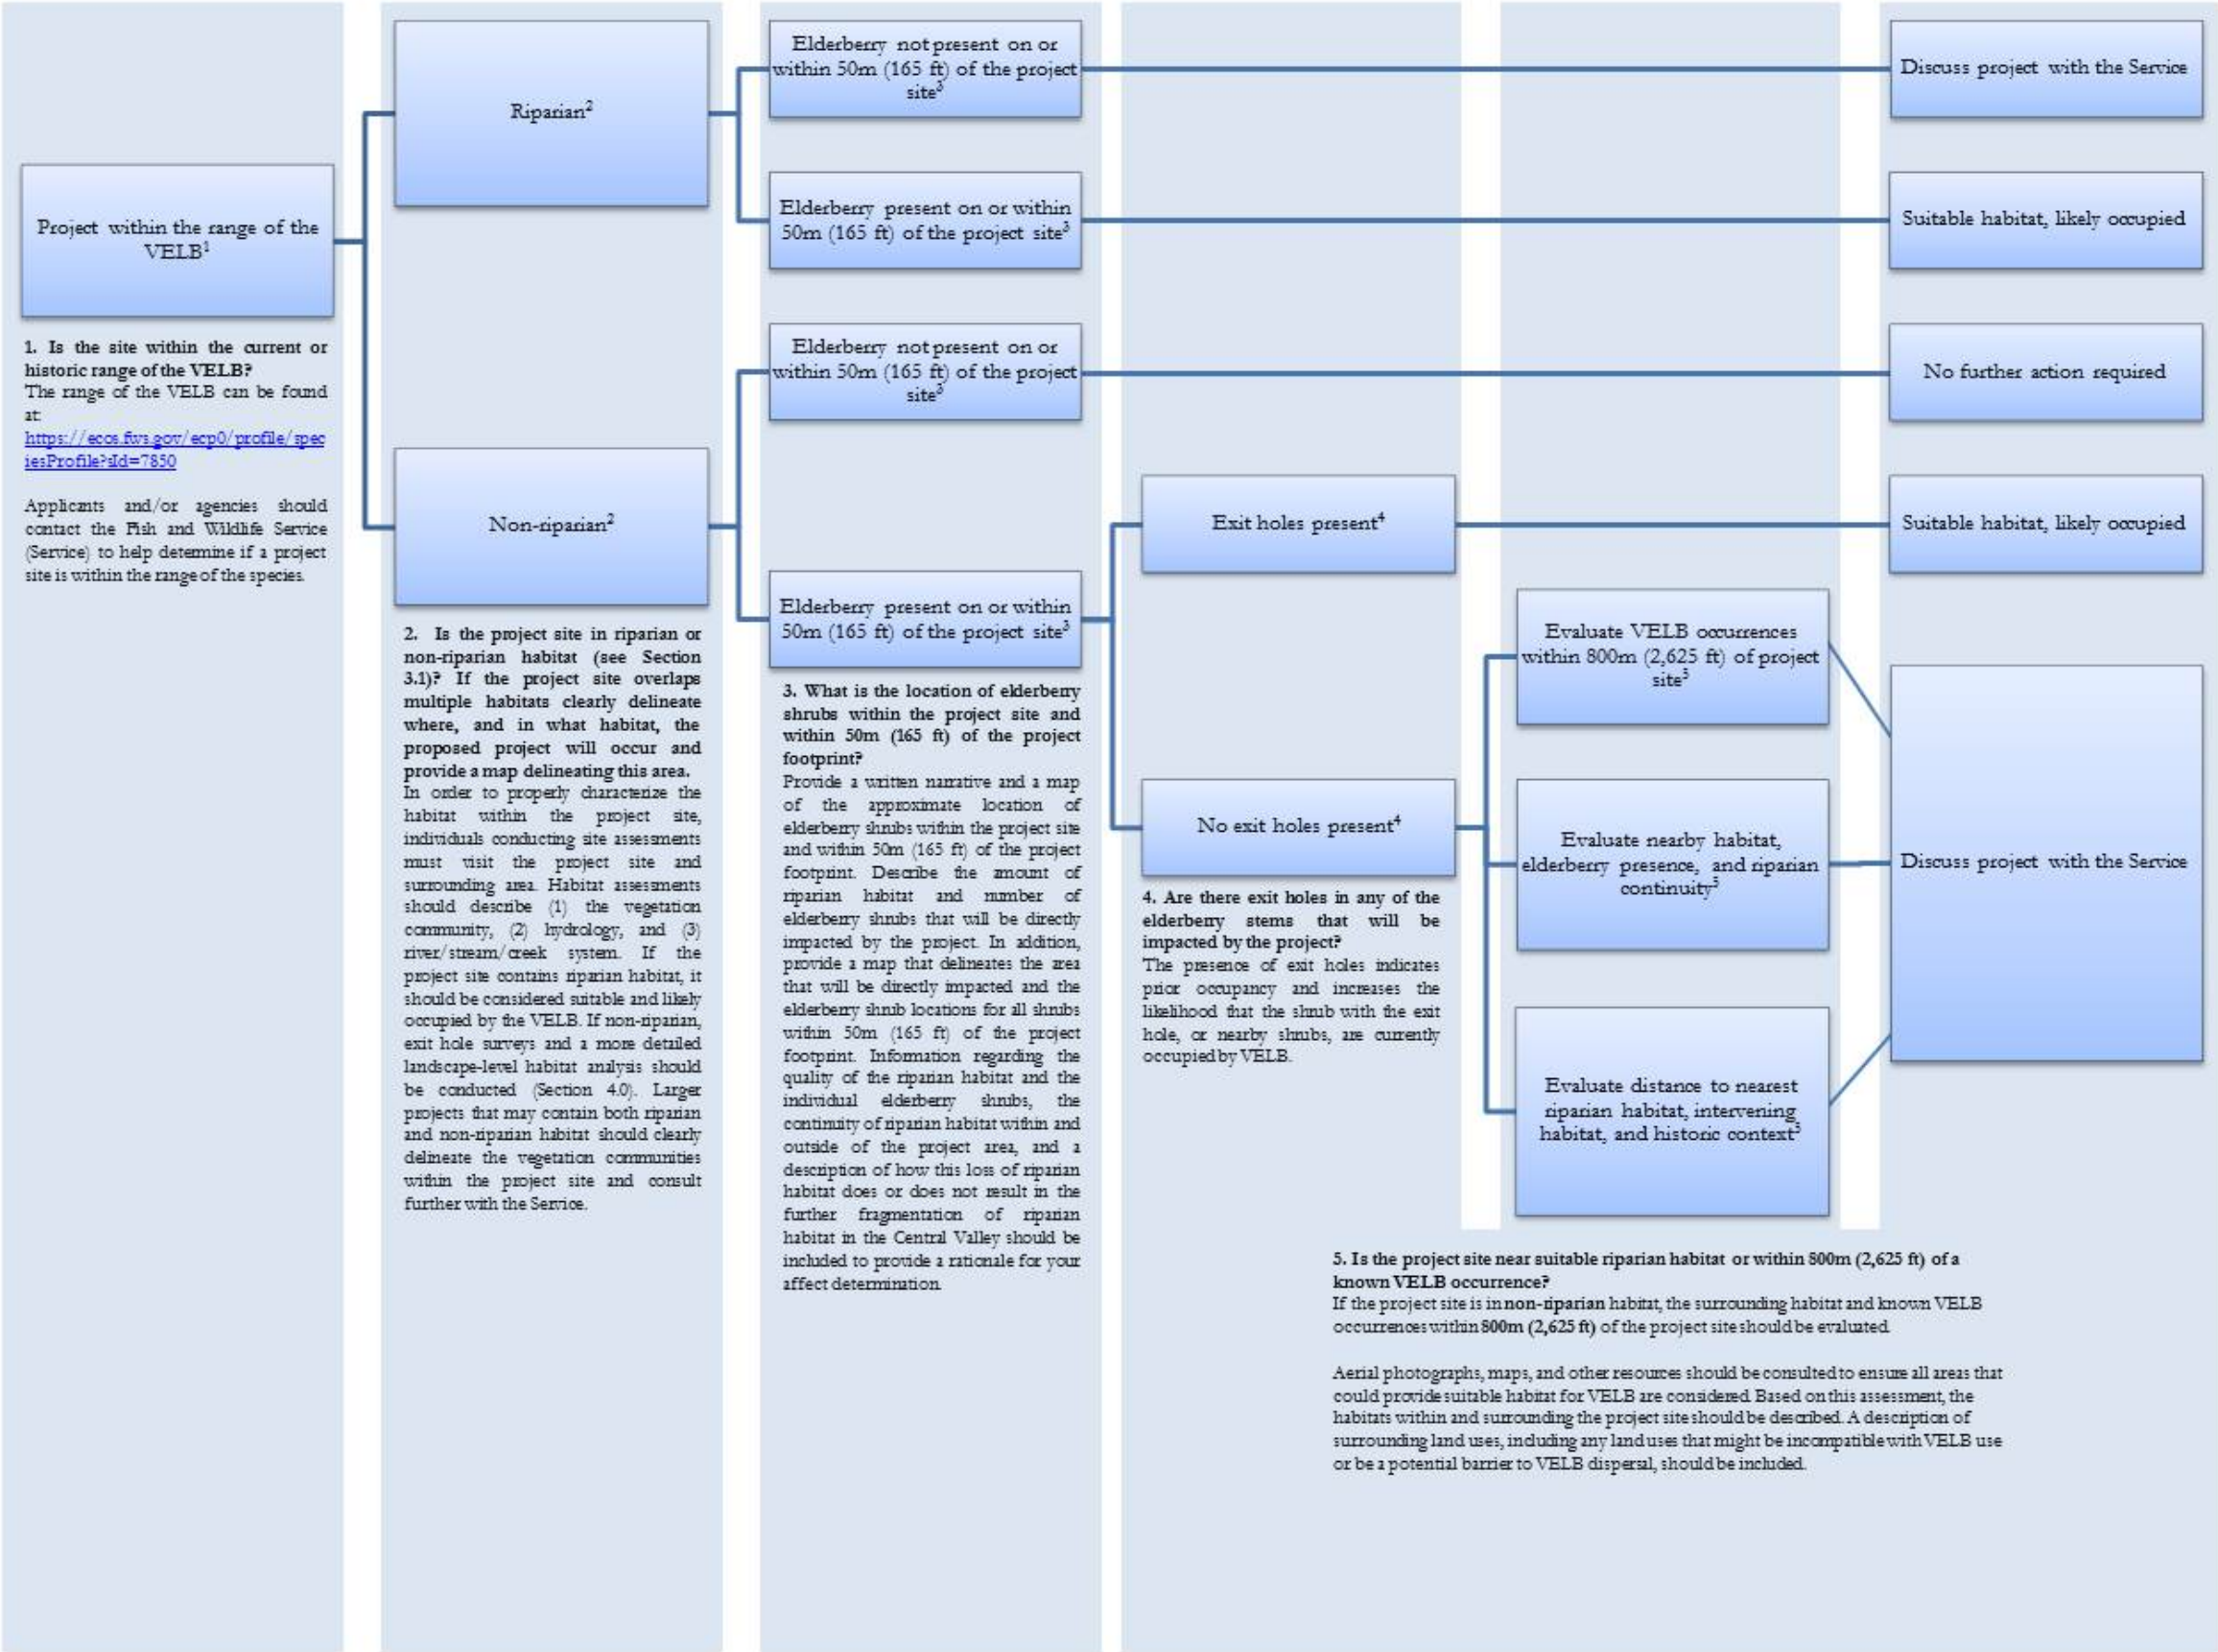 Project within the range of the
VELB¹
1. Is the site within the current or
historic range of the VELB?
The range of the VELB can be found
at:
https://ecos.fws.gov/ecp0/profile/spec
iesProfile?sId=7850
Applicants and/or agencies should
contact the Fish and Wildlife Service
(Service) to help determine if a project
site is within the range of the species.
Riparian²
Non-riparian²
2. Is the project site in riparian or
non-riparian habitat (see Section
3.1)? If the project site overlaps
multiple habitats clearly delineate
where, and in what habitat, the
proposed project will occur and
provide a map delineating this area.
In order to properly characterize the
habitat within the project site,
individuals conducting site assessments
must visit the project site and
surrounding area. Habitat assessments
should describe (1) the vegetation
community, (2) hydrology, and (3)
river/stream/creek system. If the
project site contains riparian habitat, it
should be considered suitable and likely
occupied by the VELB. If non-riparian,
exit hole surveys and a more detailed
landscape-level habitat analysis should
be conducted (Section 4.0). Larger
projects that may contain both riparian
and non-riparian habitat should clearly
delineate the vegetation communities
within the project site and consult
further with the Service.
Elderberry not present on or
within 50m (165 ft) of the project
site³
Elderberry present on or within
50m (165 ft) of the project site³
Elderberry not present on or
within 50m (165 ft) of the project
site³
Elderberry present on or within
50m (165 ft) of the project site³
3. What is the location of elderberry
shrubs within the project site and
within 50m (165 ft) of the project
footprint?
Provide a written narrative and a map
of the approximate location of
elderberry shrubs within the project site
and within 50m (165 ft) of the project
footprint. Describe the amount of
riparian habitat and number of
elderberry shrubs that will be directly
impacted by the project. In addition,
provide a map that delineates the area
that will be directly impacted and the
elderberry shrub locations for all shrubs
within 50m (165 ft) of the project
footprint. Information regarding the
quality of the riparian habitat and the
individual elderberry shrubs, the
continuity of riparian habitat within and
outside of the project area, and a
description of how this loss of riparian
habitat does or does not result in the
further fragmentation of riparian
habitat in the Central Valley should be
included to provide a rationale for your
affect determination.
Exit holes present⁴
No exit holes present⁴
4. Are there exit holes in any of the
elderberry stems that will be
impacted by the project?
The presence of exit holes indicates
prior occupancy and increases the
likelihood that the shrub with the exit
hole, or nearby shrubs, are currently
occupied by VELB.
Evaluate VELB occurrences
within 800m (2,625 ft) of project
site⁵
Evaluate nearby habitat,
elderberry presence, and riparian
continuity⁵
Evaluate distance to nearest
riparian habitat, intervening
habitat, and historic context⁵
5. Is the project site near suitable riparian habitat or within 800m (2,625 ft) of a
known VELB occurrence?
If the project site is in non-riparian habitat, the surrounding habitat and known VELB
occurrences within 800m (2,625 ft) of the project site should be evaluated.
Aerial photographs, maps, and other resources should be consulted to ensure all areas that
could provide suitable habitat for VELB are considered. Based on this assessment, the
habitats within and surrounding the project site should be described. A description of
surrounding land uses, including any land uses that might be incompatible with VELB use
or be a potential barrier to VELB dispersal, should be included.
Discuss project with the Service
Suitable habitat, likely occupied
No further action required
Suitable habitat, likely occupied
Discuss project with the Service